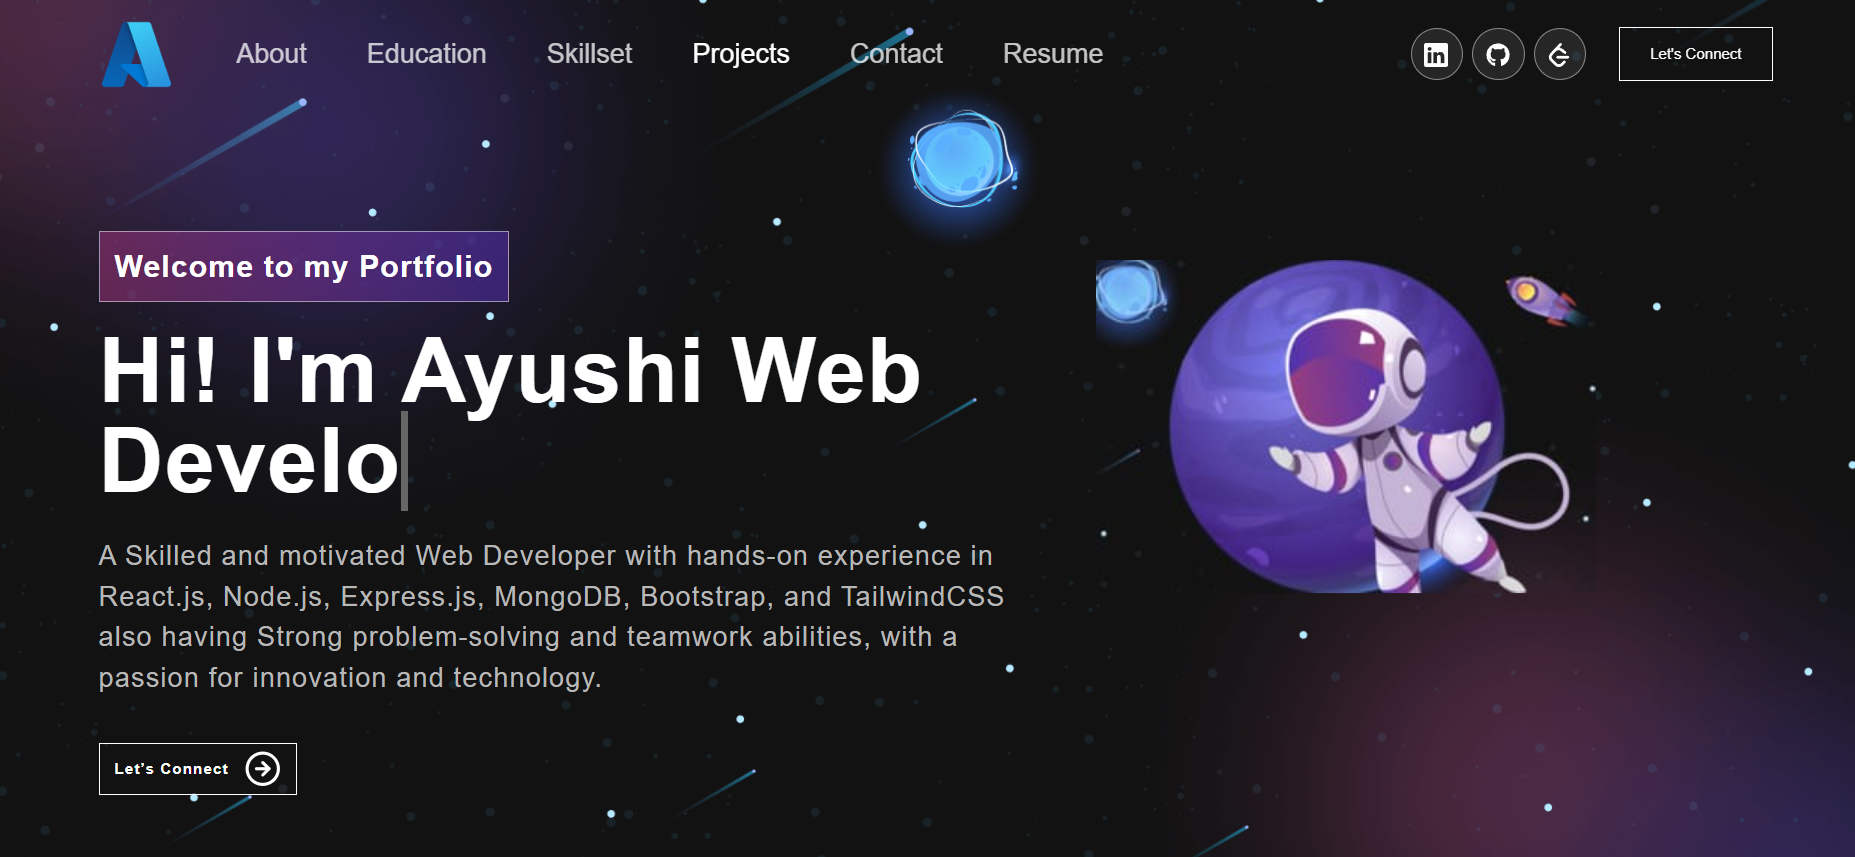 About Education Skillset Projects Contact Resume Let's Connect
Welcome to my Portfolio
Hi! I'm Ayushi Web
Develo
A Skilled and motivated Web Developer with hands-on experience in
React.js, Node.js, Express.js, MongoDB, Bootstrap, and TailwindCSS
also having Strong problem-solving and teamwork abilities, with a
passion for innovation and technology.
Let’s Connect